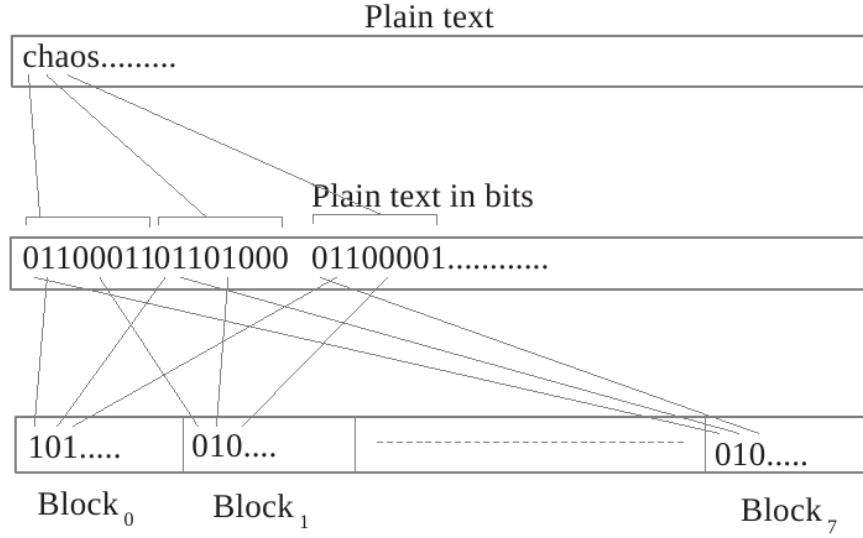 Plain text
chaos.........
Plain text in bits
0110001101101000 01100001............
101..... 010.... 010.....
Block₀ Block₁ Block₇